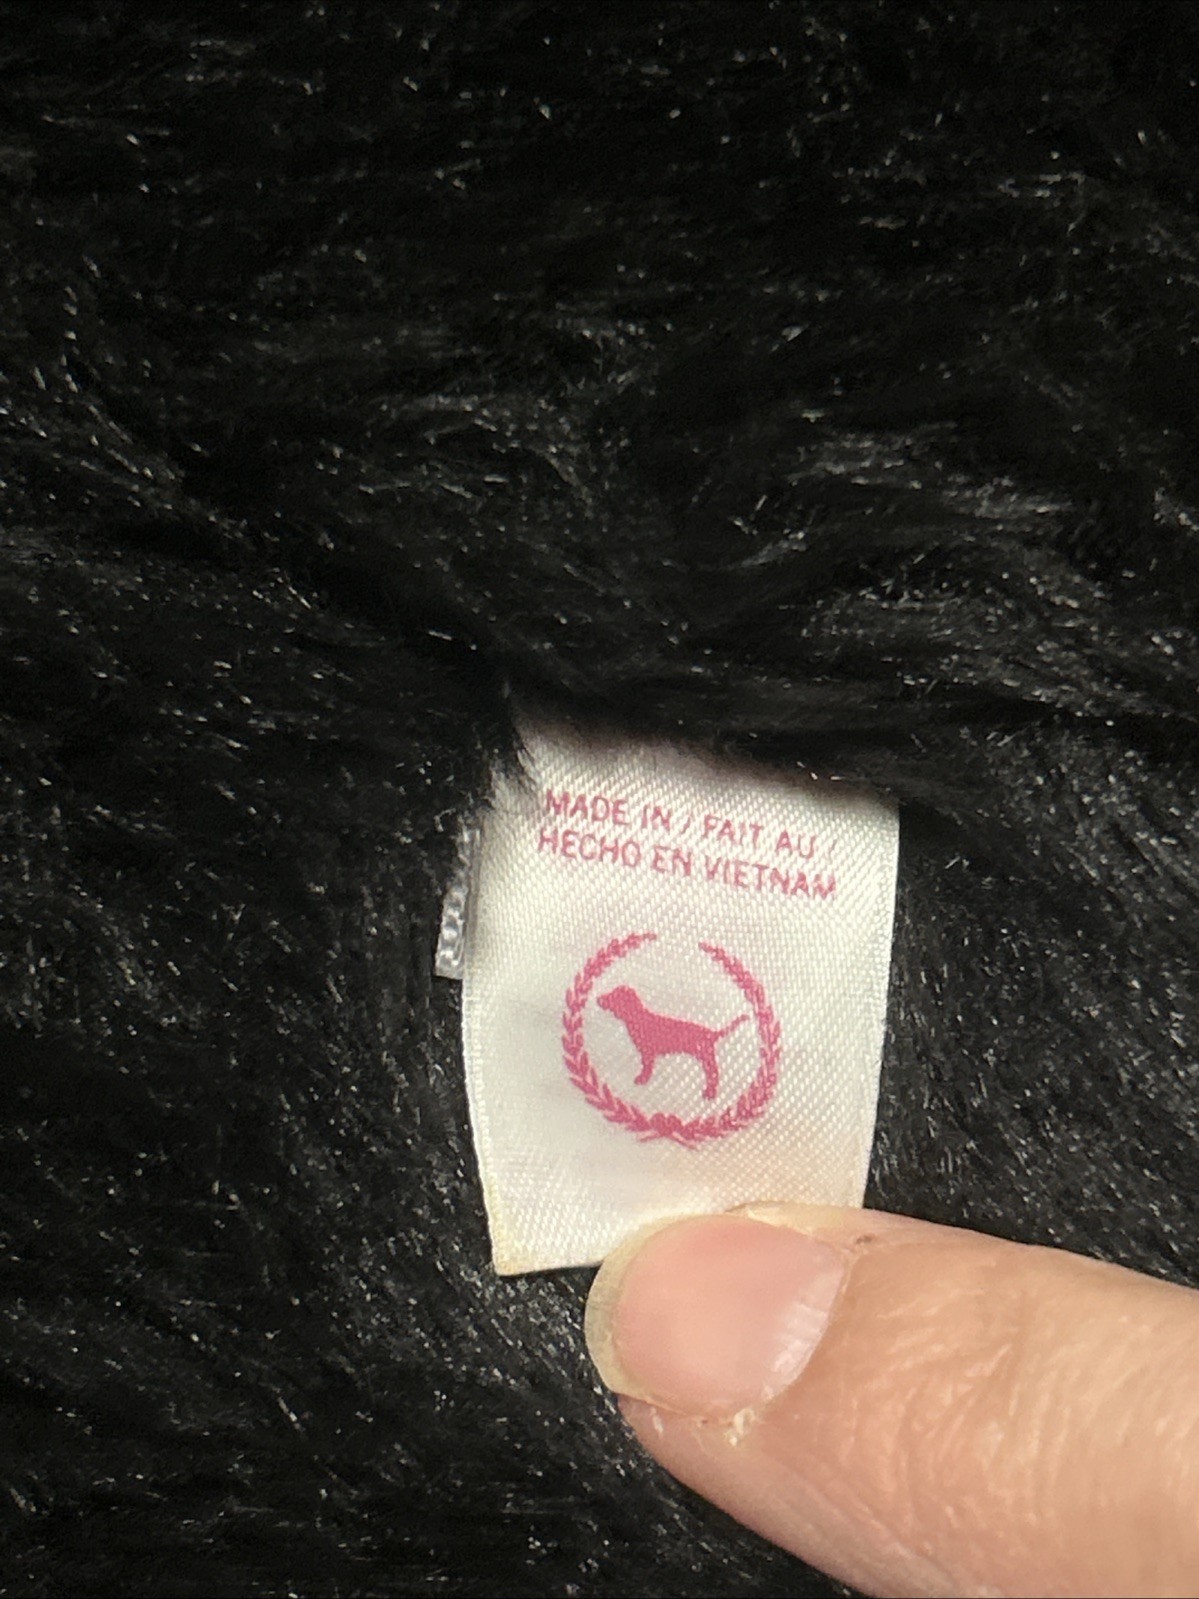 MADE IN / FAIT AU /
HECHO EN VIETNAM